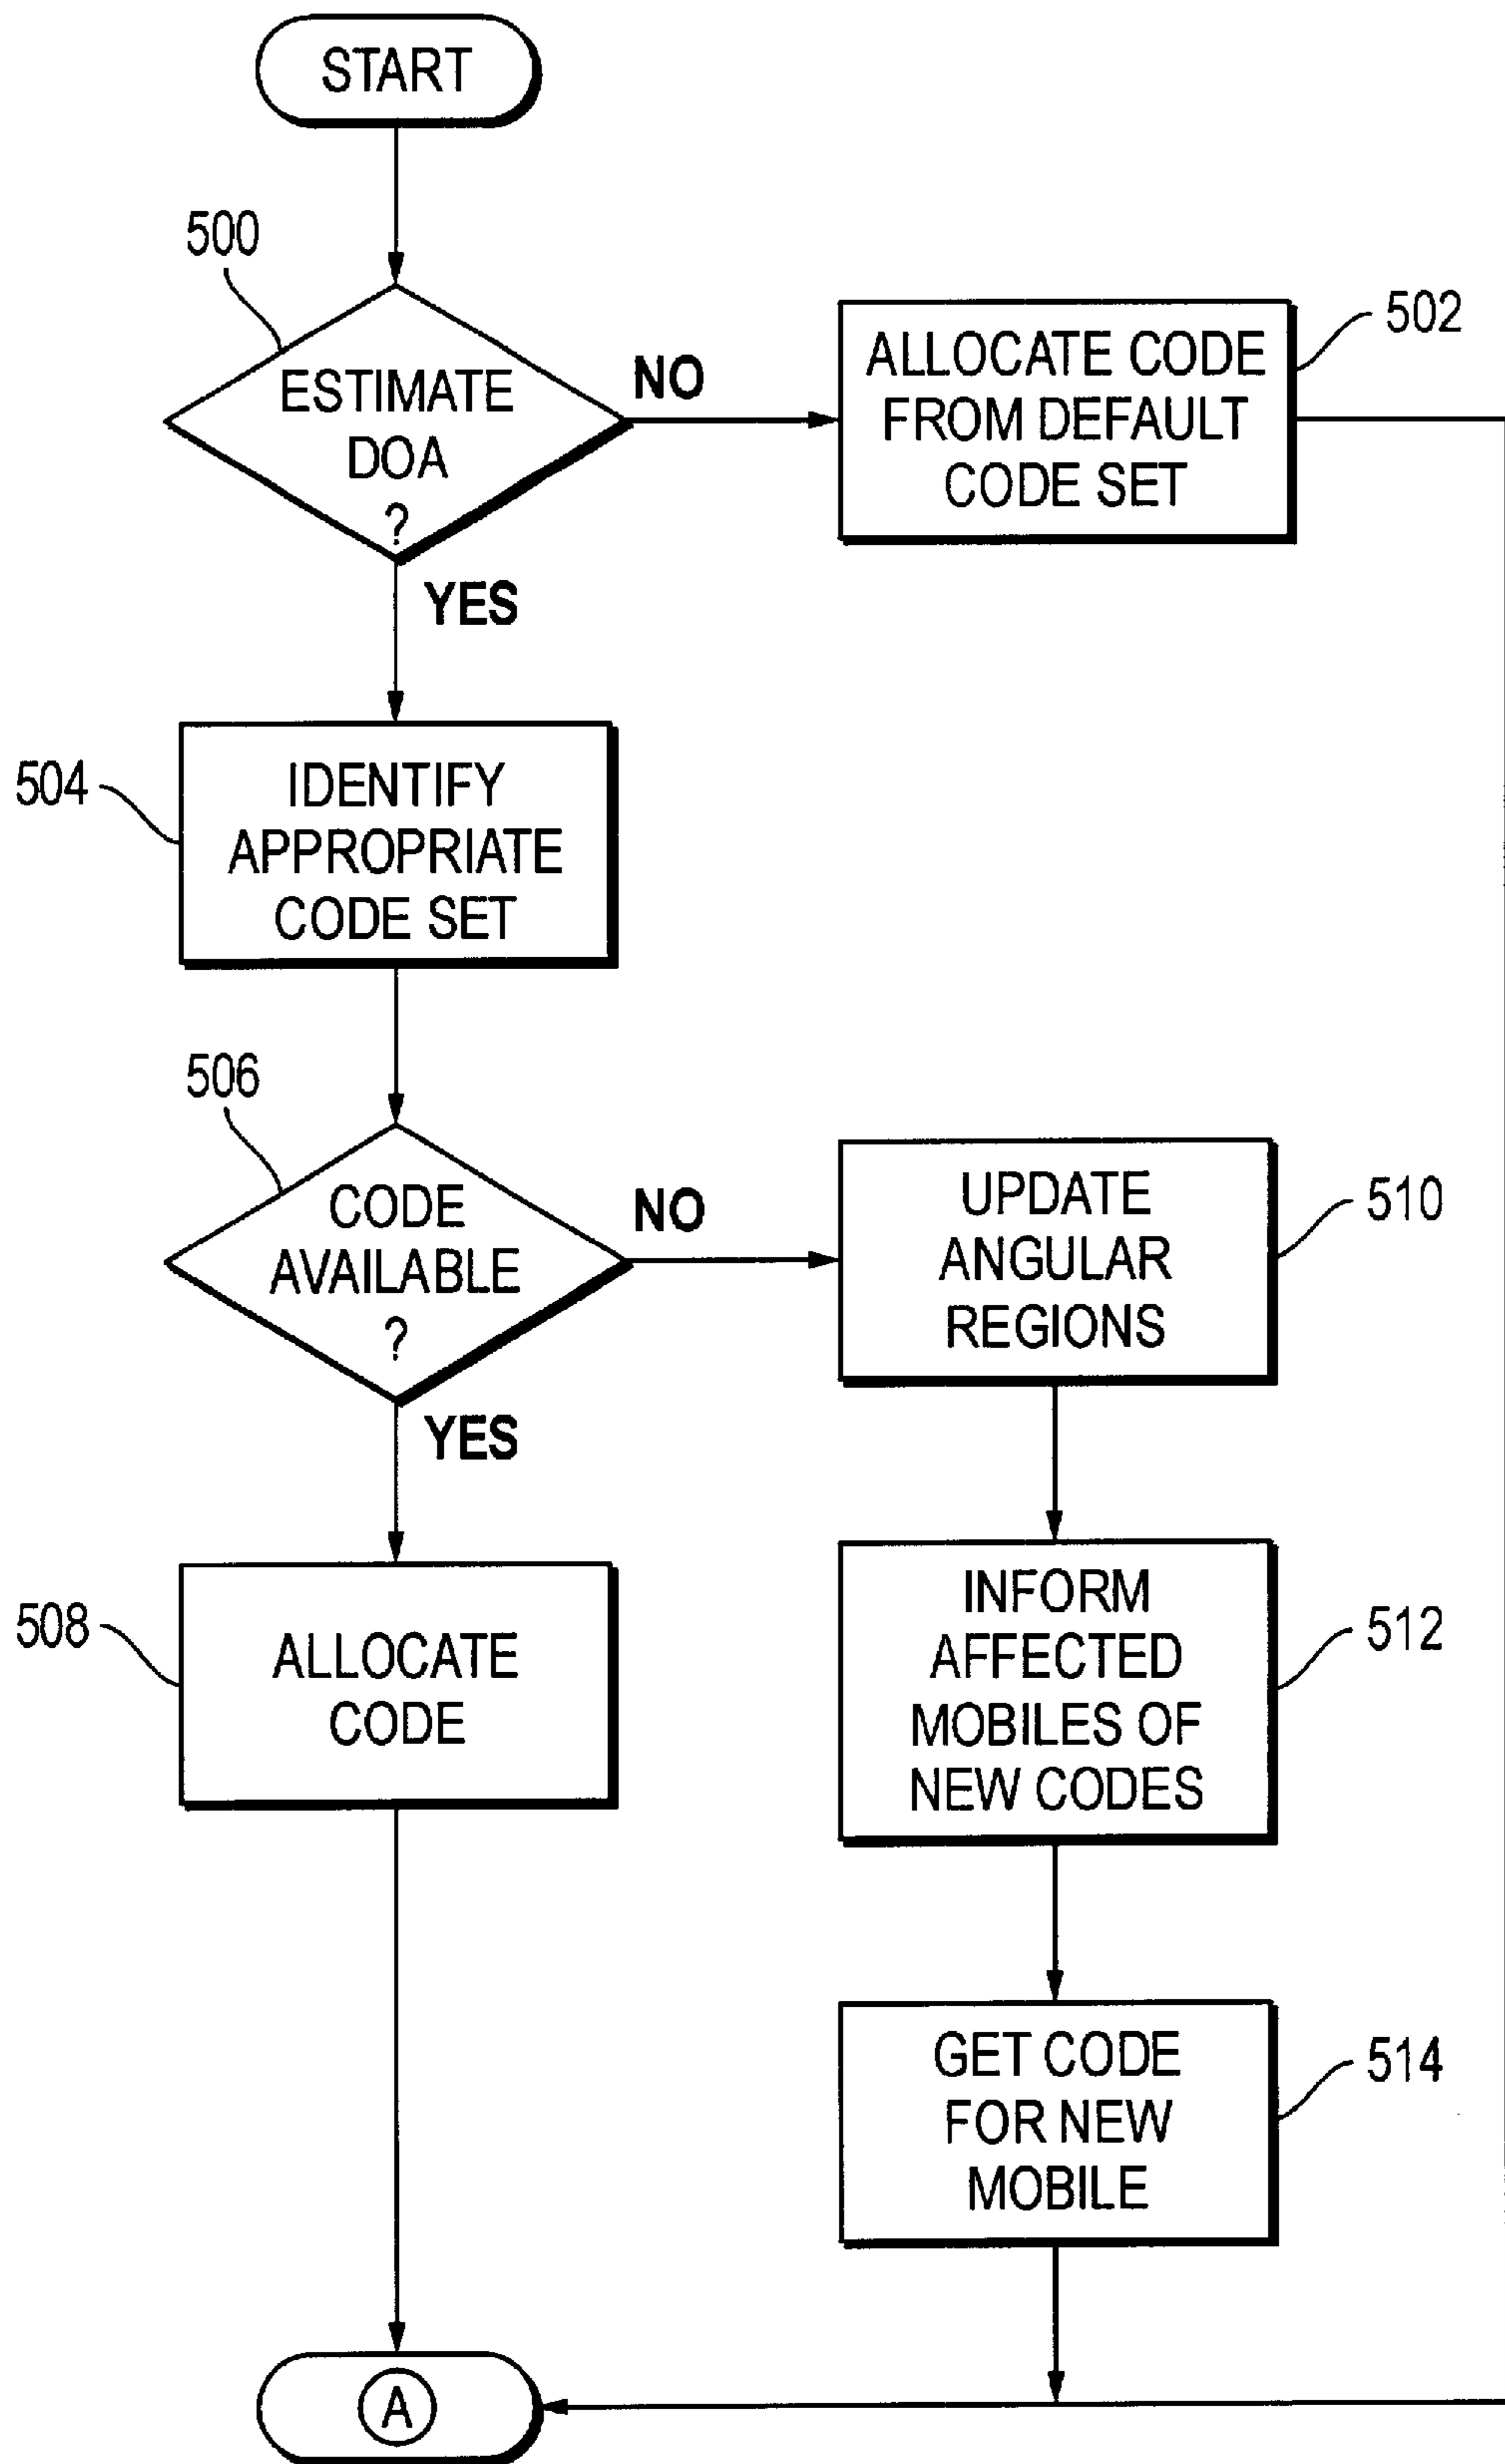 START
500
ESTIMATE
DOA
?
NO
YES
ALLOCATE CODE
FROM DEFAULT
CODE SET
502
504
IDENTIFY
APPROPRIATE
CODE SET
506
CODE
AVAILABLE
?
NO
YES
UPDATE
ANGULAR
REGIONS
510
508
ALLOCATE
CODE
INFORM
AFFECTED
MOBILES OF
NEW CODES
512
GET CODE
FOR NEW
MOBILE
514
A